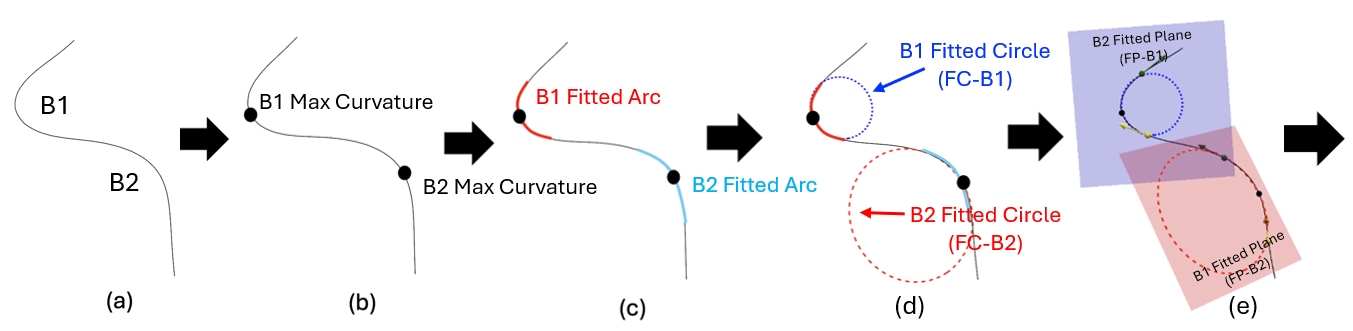 B1
B2
(a)
B1 Max Curvature
B2 Max Curvature
(b)
B1 Fitted Arc
B2 Fitted Arc
(c)
B1 Fitted Circle
(FC-B1)
B2 Fitted Circle
(FC-B2)
(d)
B2 Fitted Plane
(FP-B1)
B1 Fitted Plane
(FP-B2)
(e)